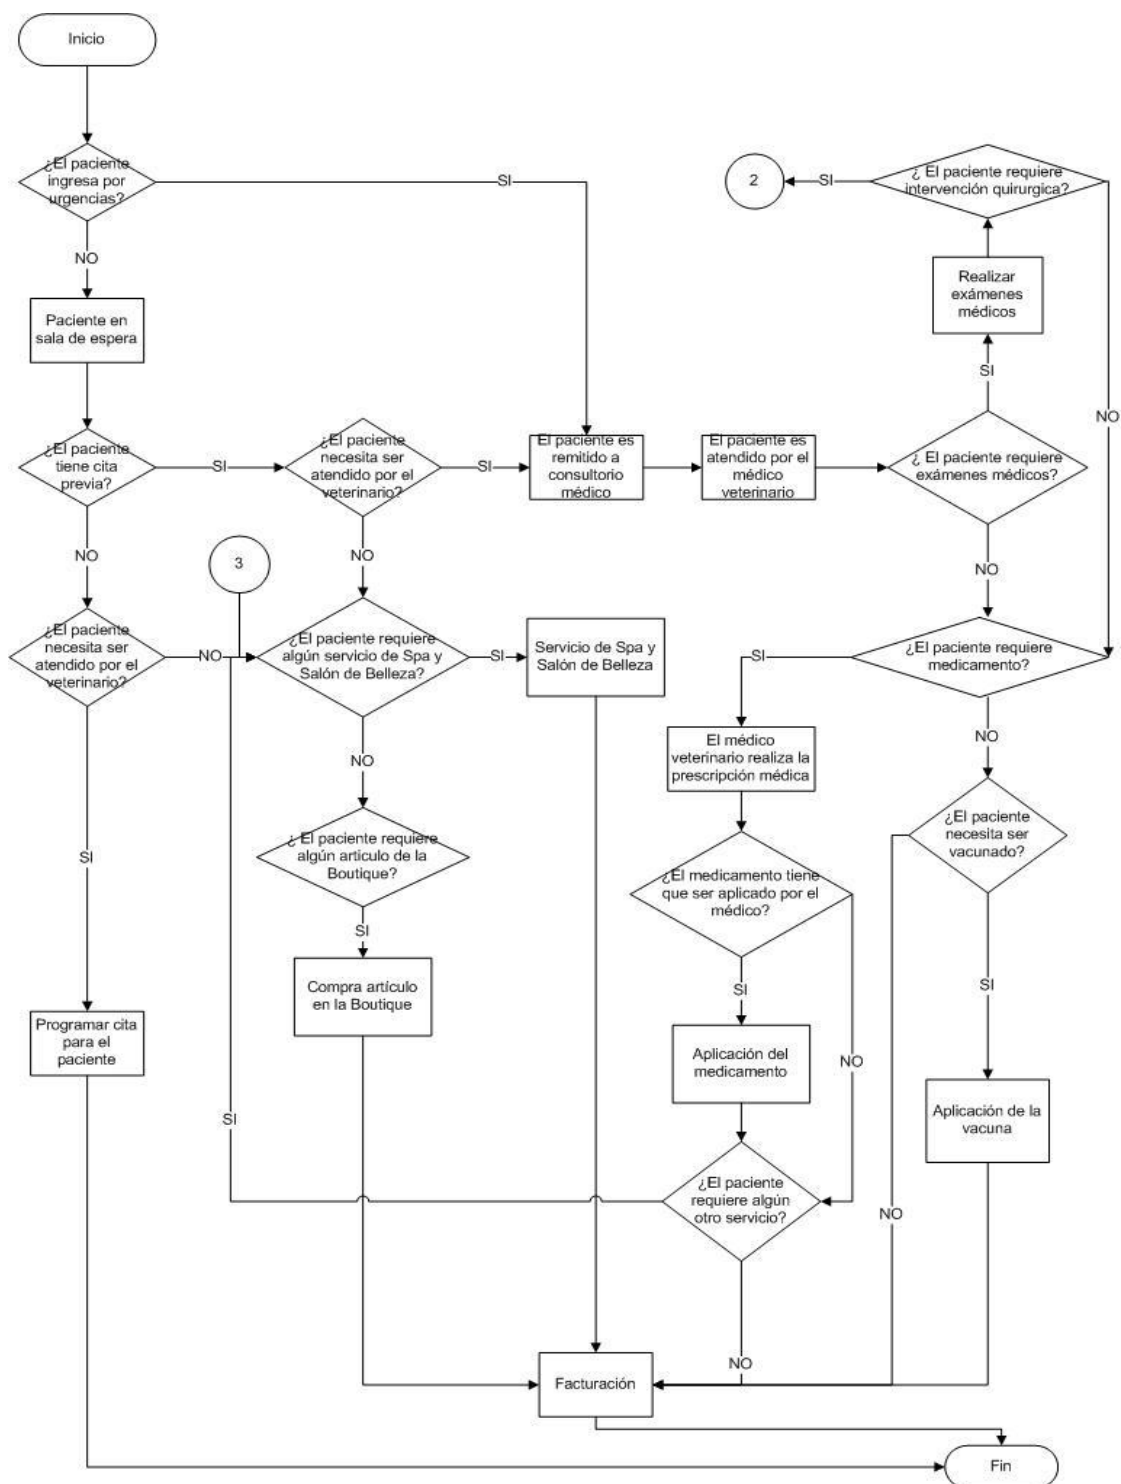 Inicio
¿El paciente
ingresa por
urgencias?
SI
2
SI
¿ El paciente requiere
intervención quirurgica?
NO
Realizar
exámenes
médicos
Paciente en
sala de espera
SI
NO
¿El paciente
tiene cita
previa?
SI
¿El paciente
necesita ser
atendido por el
veterinario?
SI
El paciente es
remitido a
consultorio
médico
El paciente es
atendido por el
médico
veterinario
¿ El paciente requiere
exámenes médicos?
NO
NO
3
NO
¿El paciente
necesita ser
atendido por el
veterinario?
NO
¿El paciente requiere
algún servicio de Spa y
Salón de Belleza?
SI
Servicio de Spa y
Salón de Belleza
SI
¿El paciente requiere
medicamento?
NO
El médico
veterinario realiza la
prescripción médica
NO
SI
¿ El paciente requiere
algún articulo de la
Boutique?
¿El paciente
necesita ser
vacunado?
¿El medicamento tiene
que ser aplicado por el
médico?
SI
Compra artículo
en la Boutique
SI
SI
Programar cita
para el
paciente
Aplicación del
medicamento
NO
SI
Aplicación de la
vacuna
¿El paciente
requiere algún
otro servicio?
NO
NO
Facturación
Fin